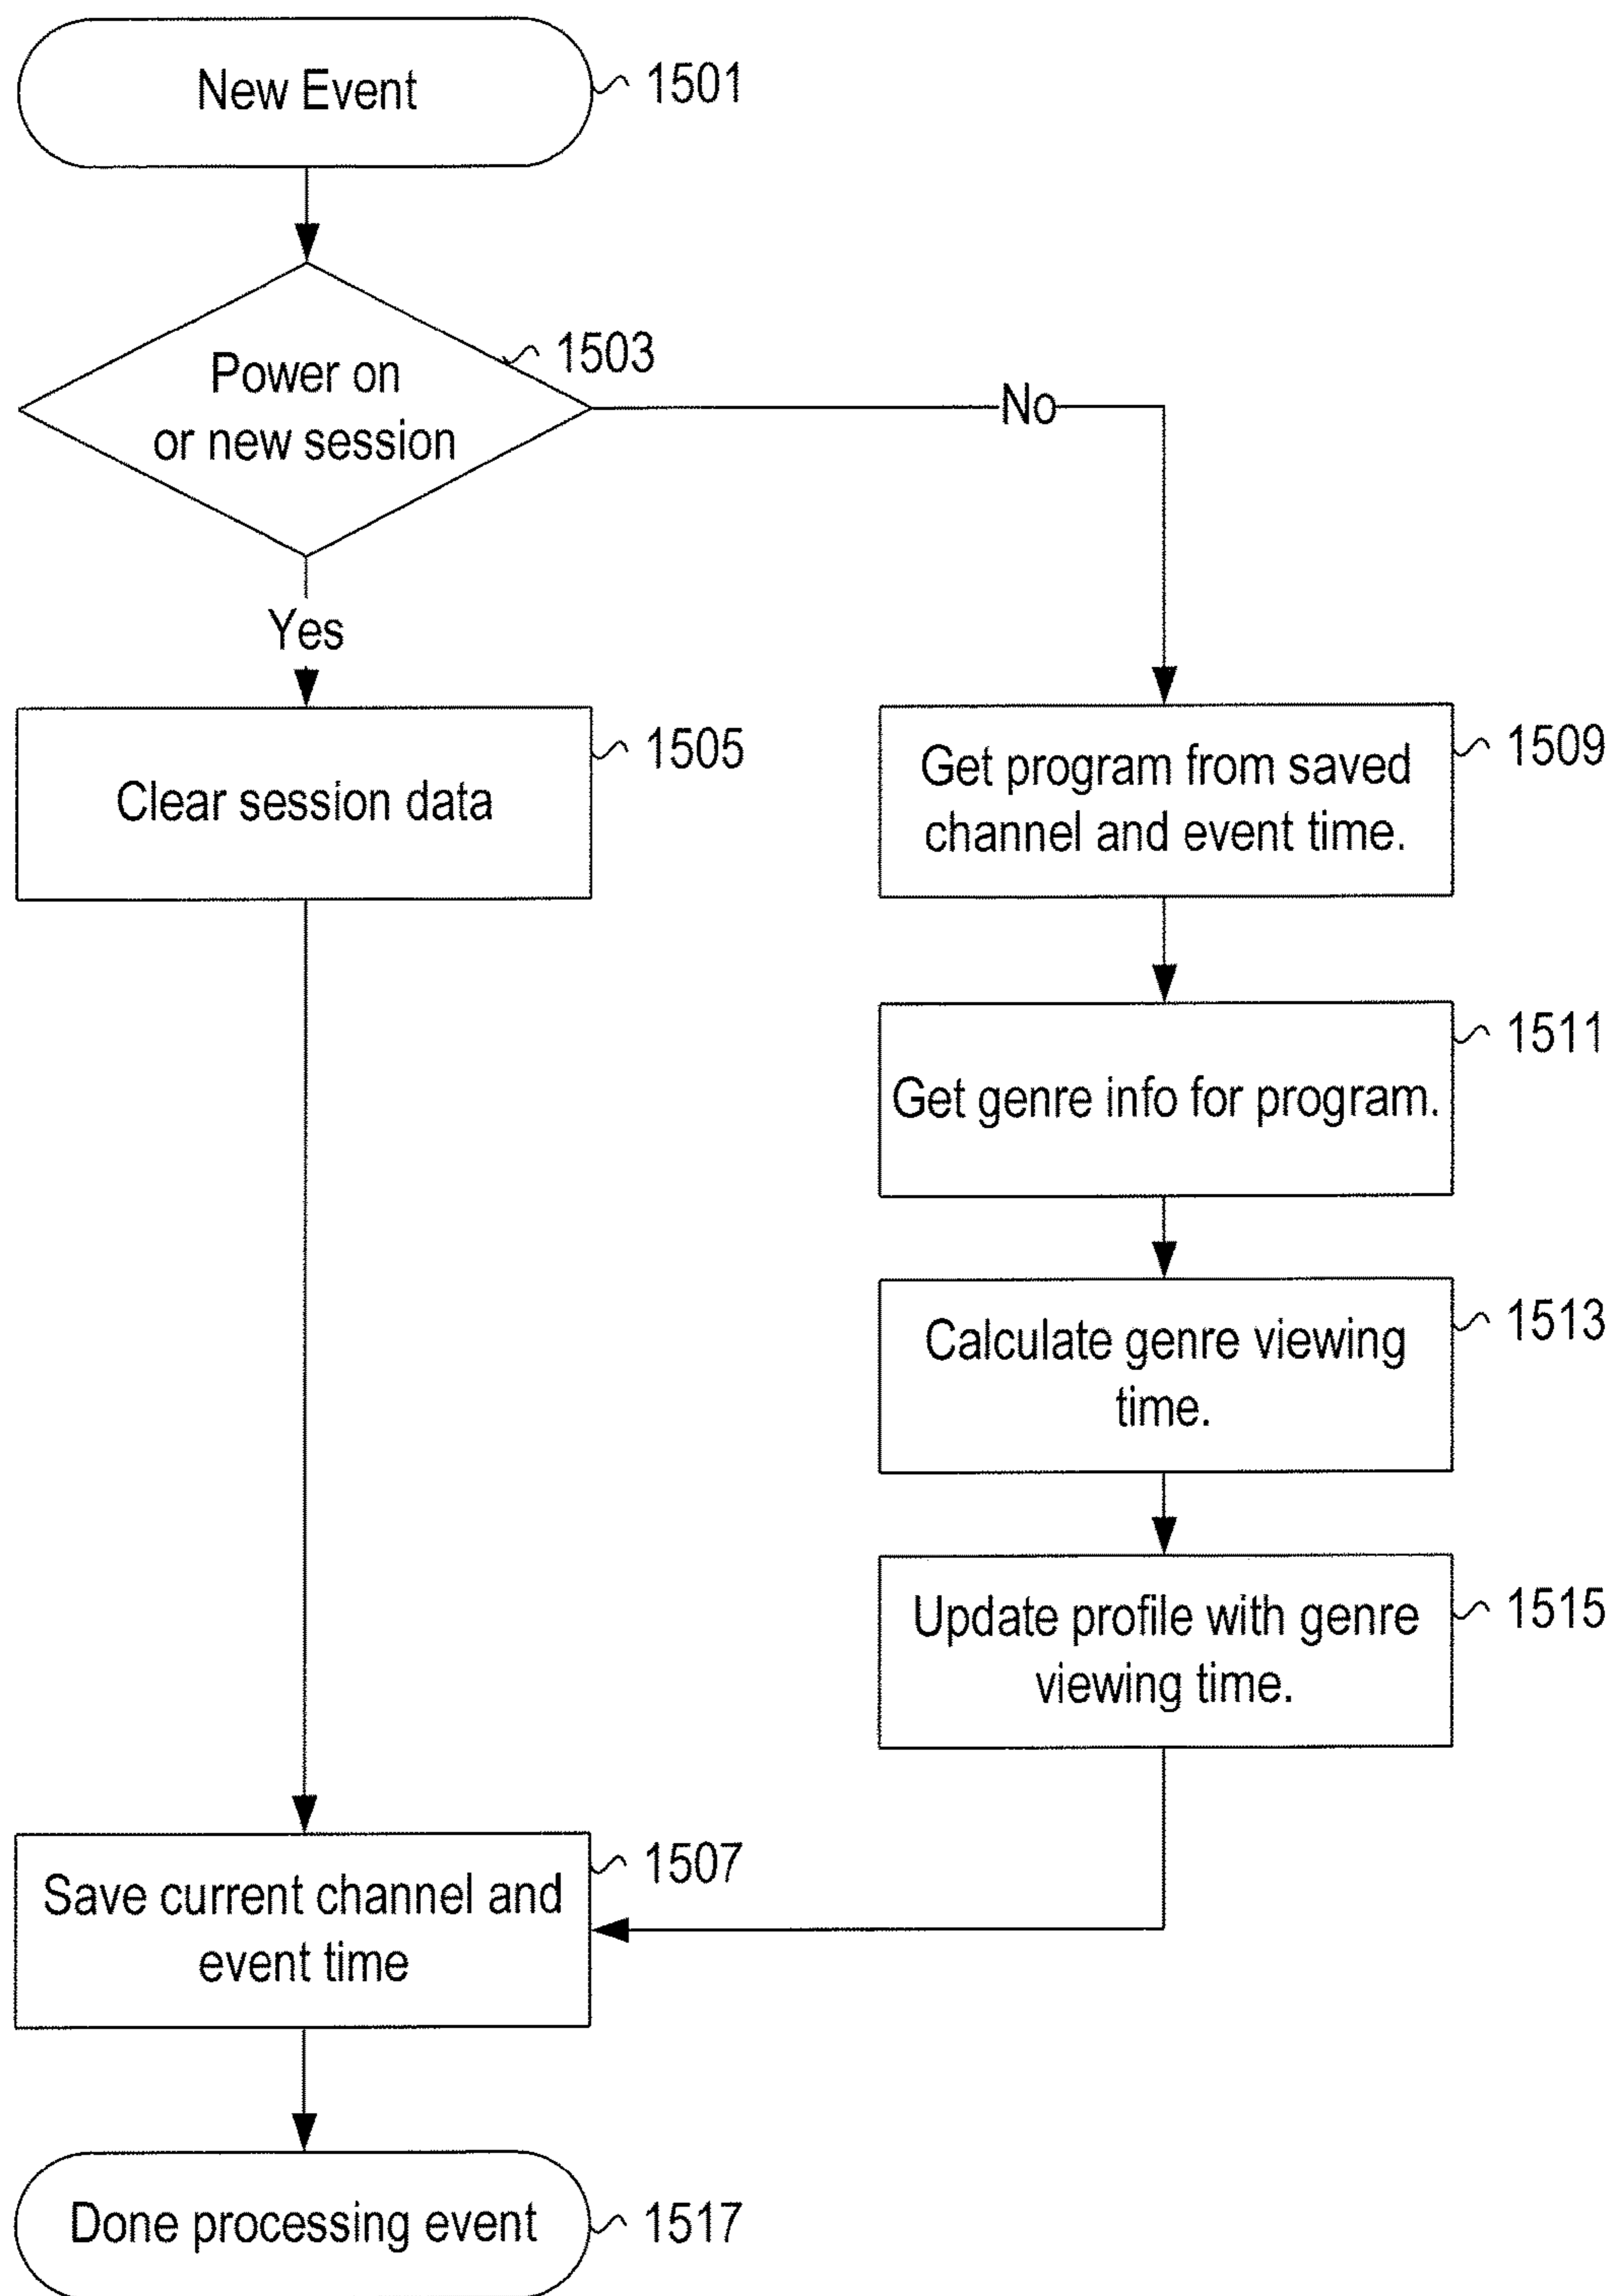 New Event
1501
1503
Power on
or new session
No
Yes
1505
Clear session data
1509
Get program from saved
channel and event time.
1511
Get genre info for program.
1513
Calculate genre viewing
time.
1515
Update profile with genre
viewing time.
1507
Save current channel and
event time
Done processing event
1517